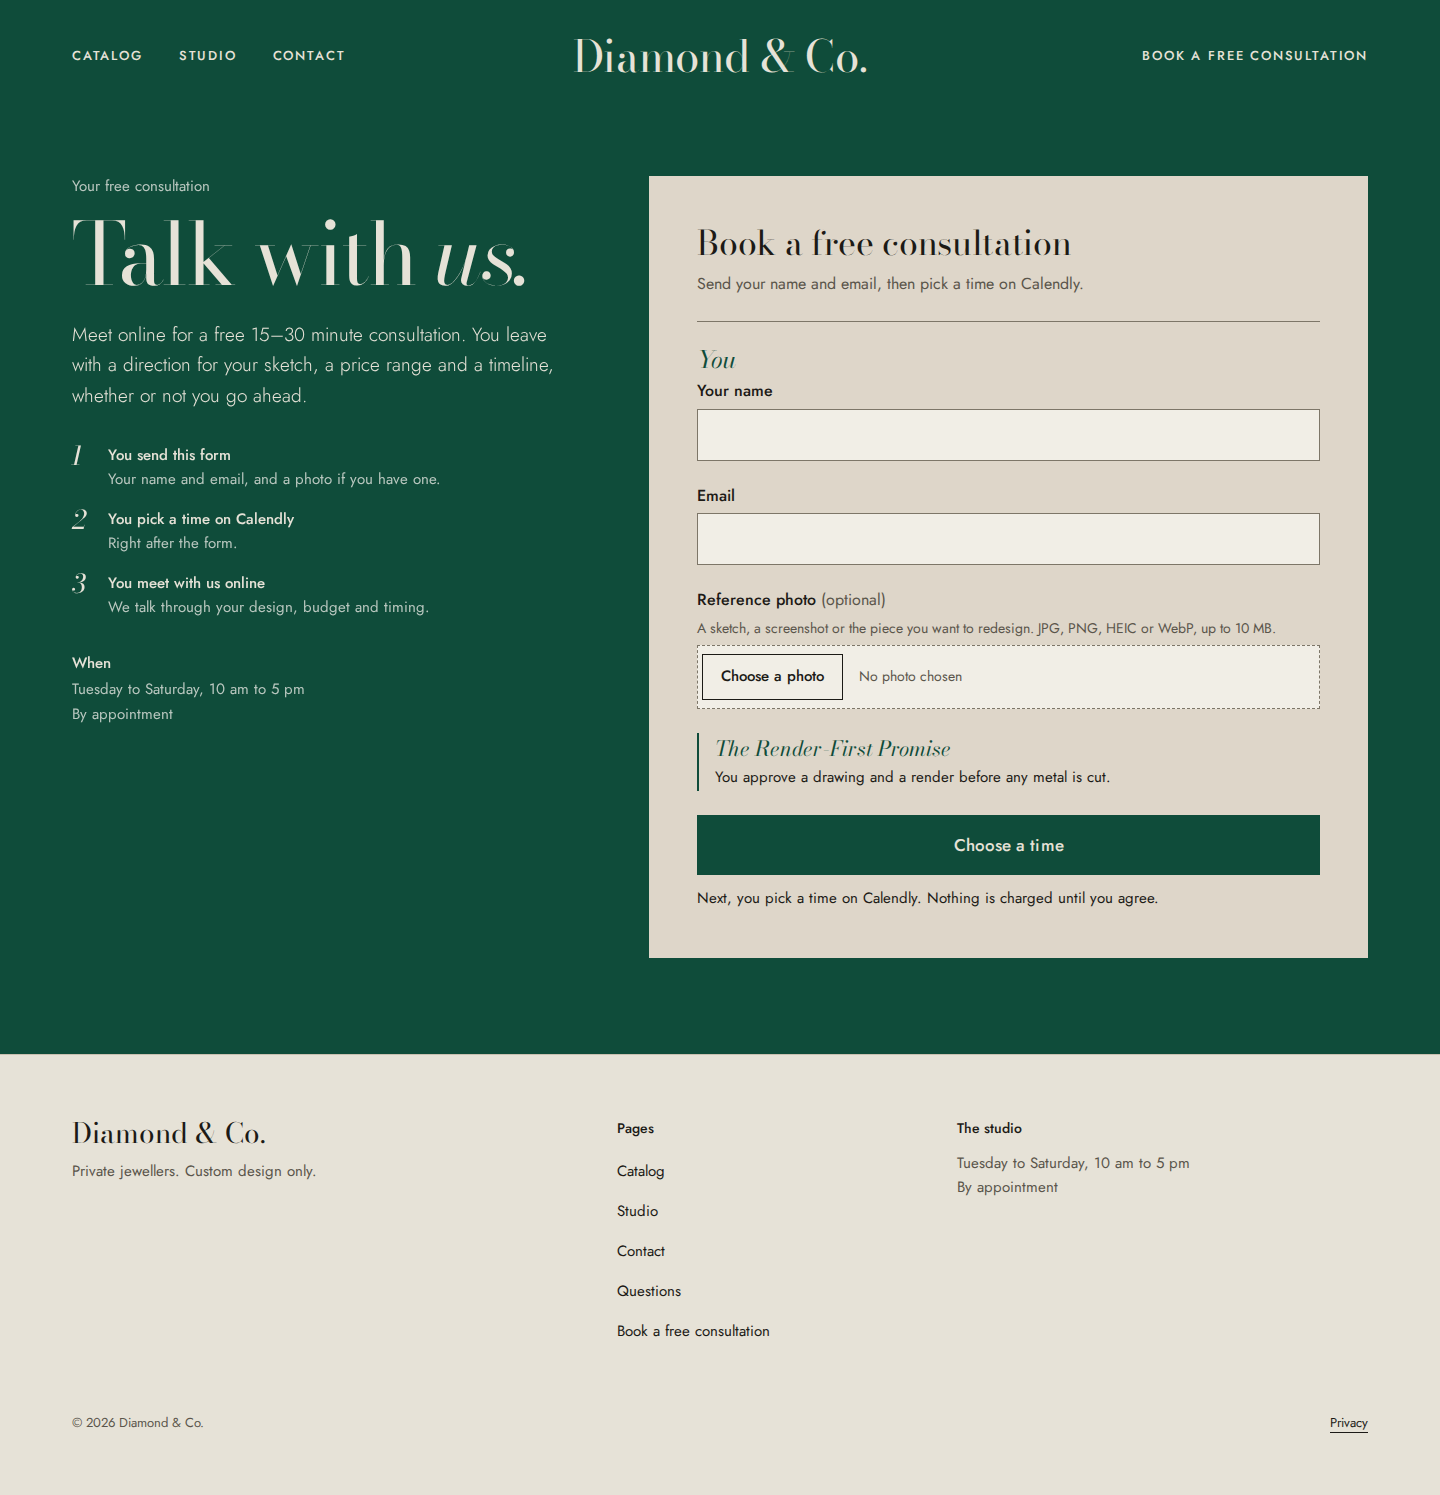 CATALOG STUDIO CONTACT Diamond & Co. BOOK A FREE CONSULTATION
Your free consultation
Talk with us.
Meet online for a free 15–30 minute consultation. You leave
with a direction for your sketch, a price range and a timeline,
whether or not you go ahead.
1 You send this form
Your name and email, and a photo if you have one.
2 You pick a time on Calendly
Right after the form.
3 You meet with us online
We talk through your design, budget and timing.
When
Tuesday to Saturday, 10 am to 5 pm
By appointment
Book a free consultation
Send your name and email, then pick a time on Calendly.
You
Your name
Email
Reference photo (optional)
A sketch, a screenshot or the piece you want to redesign. JPG, PNG, HEIC or WebP, up to 10 MB.
Choose a photo No photo chosen
The Render-First Promise
You approve a drawing and a render before any metal is cut.
Choose a time
Next, you pick a time on Calendly. Nothing is charged until you agree.
Diamond & Co.
Private jewellers. Custom design only.
Pages
Catalog
Studio
Contact
Questions
Book a free consultation
The studio
Tuesday to Saturday, 10 am to 5 pm
By appointment
© 2026 Diamond & Co.
Privacy